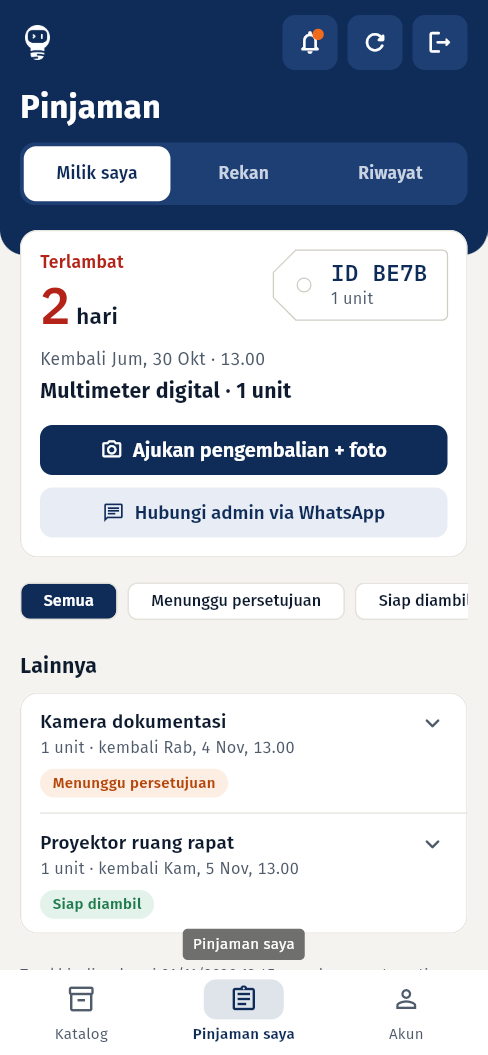 Pinjaman
Milik saya
Rekan
Riwayat
Terlambat
2 hari
ID BE7B
1 unit
Kembali Jum, 30 Okt · 13.00
Multimeter digital · 1 unit
Ajukan pengembalian + foto
Hubungi admin via WhatsApp
Semua
Menunggu persetujuan
Siap diambil
Lainnya
Kamera dokumentasi
1 unit · kembali Rab, 4 Nov, 13.00
Menunggu persetujuan
Proyektor ruang rapat
1 unit · kembali Kam, 5 Nov, 13.00
Siap diambil
Pinjaman saya
Katalog
Pinjaman saya
Akun